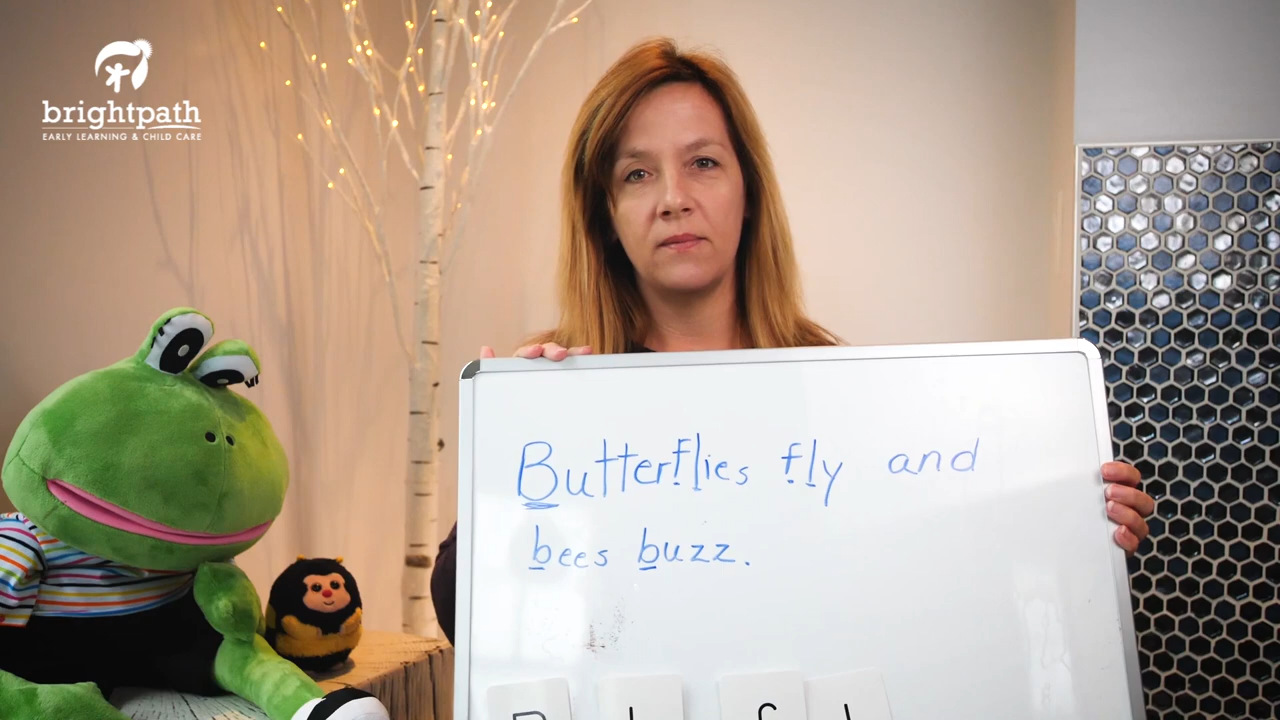 brightpath
EARLY LEARNING & CHILD CARE
Butterflies fly and
bees buzz.